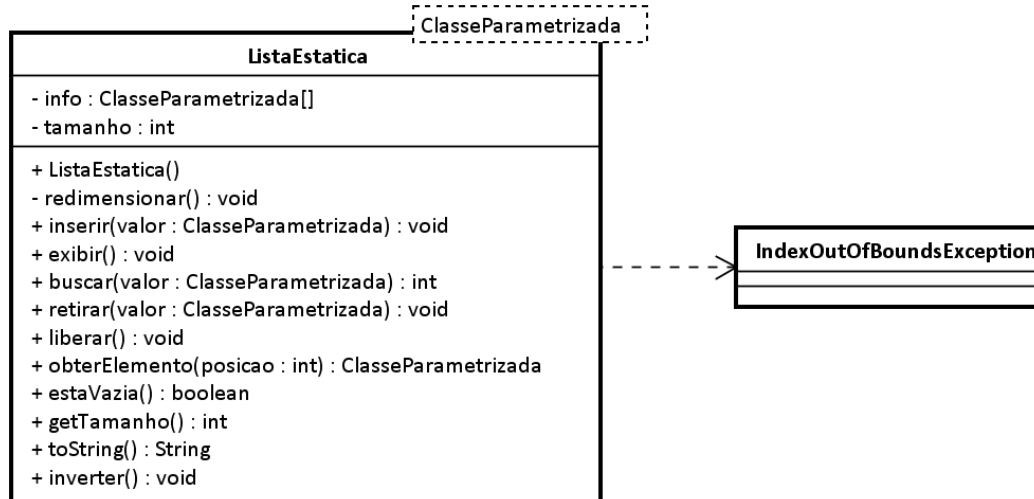 ClasseParametrizada
ListaEstatica
- info : ClasseParametrizada[]
- tamanho : int
+ ListaEstatica()
- redimensionar() : void
+ inserir(valor : ClasseParametrizada) : void
+ exibir() : void
+ buscar(valor : ClasseParametrizada) : int
+ retirar(valor : ClasseParametrizada) : void
+ liberar() : void
+ obterElemento(posicao : int) : ClasseParametrizada
+ estaVazia() : boolean
+ getTamanho() : int
+ toString() : String
+ inverter() : void
IndexOutOfBoundsException